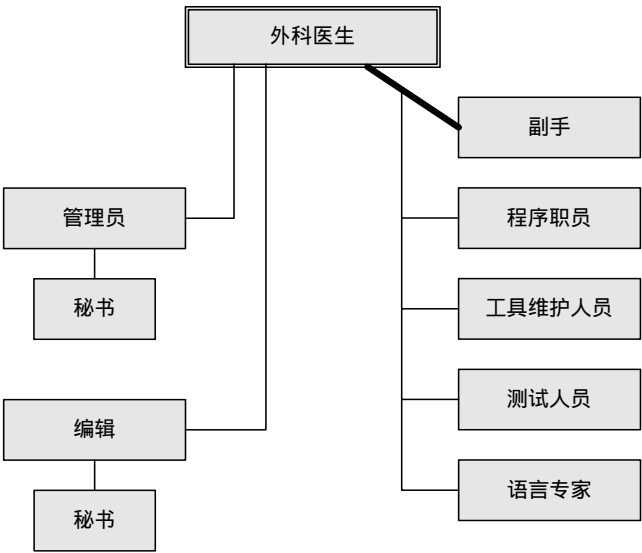 外科医生
副手
管理员
程序职员
秘书
工具维护人员
编辑
测试人员
秘书
语言专家